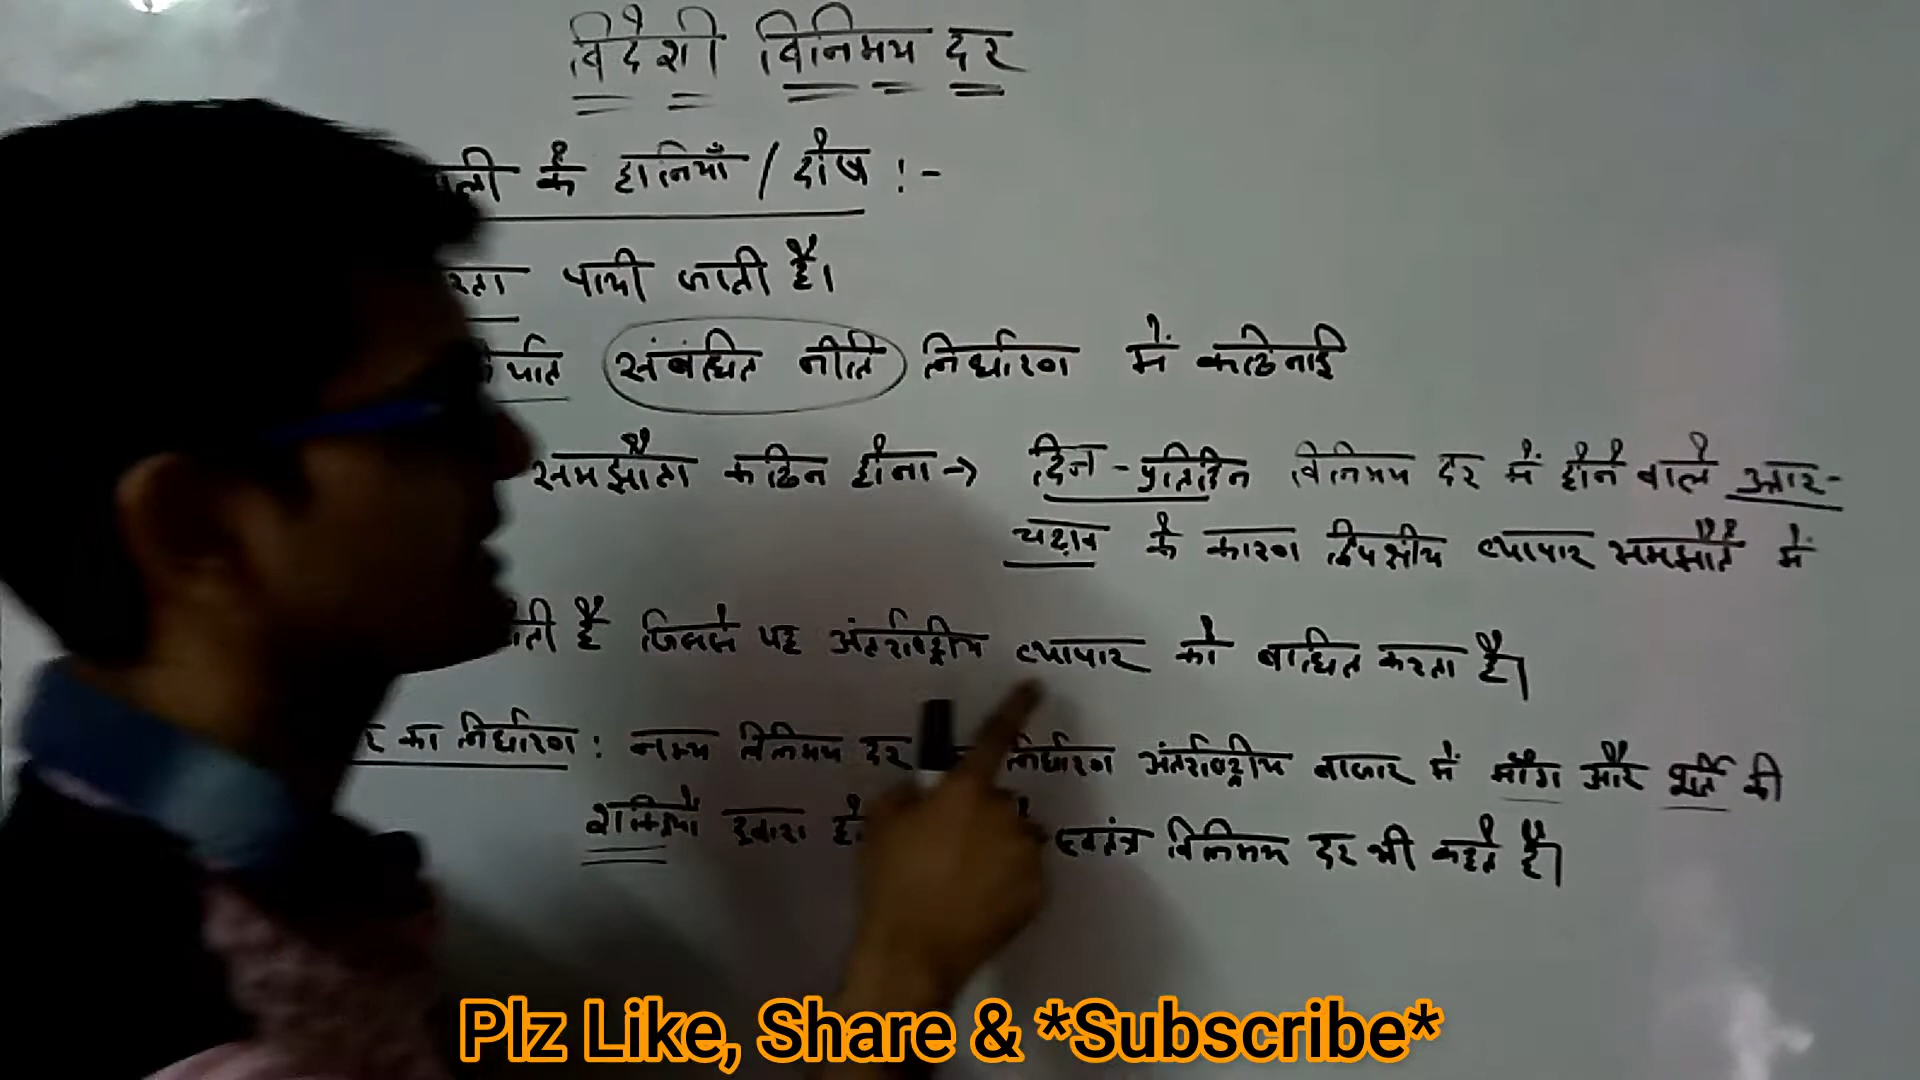 विदेशी विनिमय दर
के हानियाँ / दोष :-
पायी जाती है।
संबंधित नीति निर्धारण में कठिनाई
समझौता कठिन होना → दिन - प्रतिदिन विनिमय दर में होने वाले उतार-
चढ़ाव के कारण द्विपक्षीय व्यापार समझौते में
है जिससे यह अंतर्राष्ट्रीय व्यापार को बाधित करता है।
का निर्धारण : नम्य विनिमय दर निर्धारण अंतर्राष्ट्रीय बाजार में माँग और पूर्ति की
शक्तियों द्वारा स्वतंत्र विनिमय दर भी कहते है।
Plz Like, Share & *Subscribe*